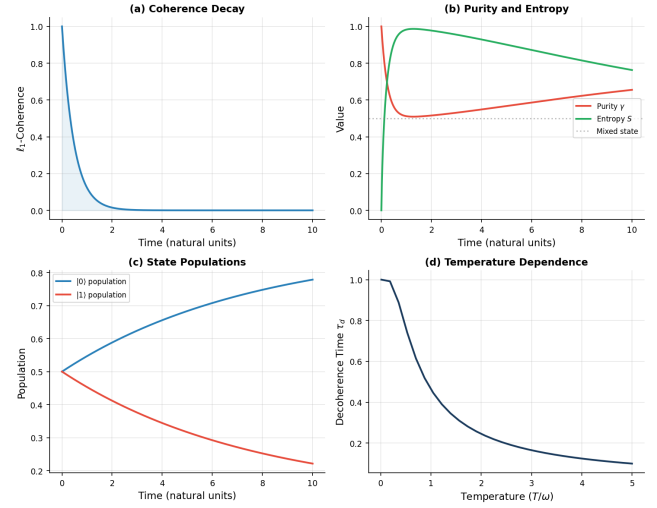 (a) Coherence Decay
1.0
0.8
0.6
0.4
0.2
0.0
ℓ₁-Coherence
0 2 4 6 8 10
Time (natural units)
(b) Purity and Entropy
1.0
0.8
0.6
0.4
0.2
0.0
Value
Purity γ
Entropy S
Mixed state
0 2 4 6 8 10
Time (natural units)
(c) State Populations
0.8
0.7
0.6
0.5
0.4
0.3
0.2
Population
|0⟩ population
|1⟩ population
0 2 4 6 8 10
Time (natural units)
(d) Temperature Dependence
1.0
0.8
0.6
0.4
0.2
Decoherence Time τ_d
0 1 2 3 4 5
Temperature (T/ω)